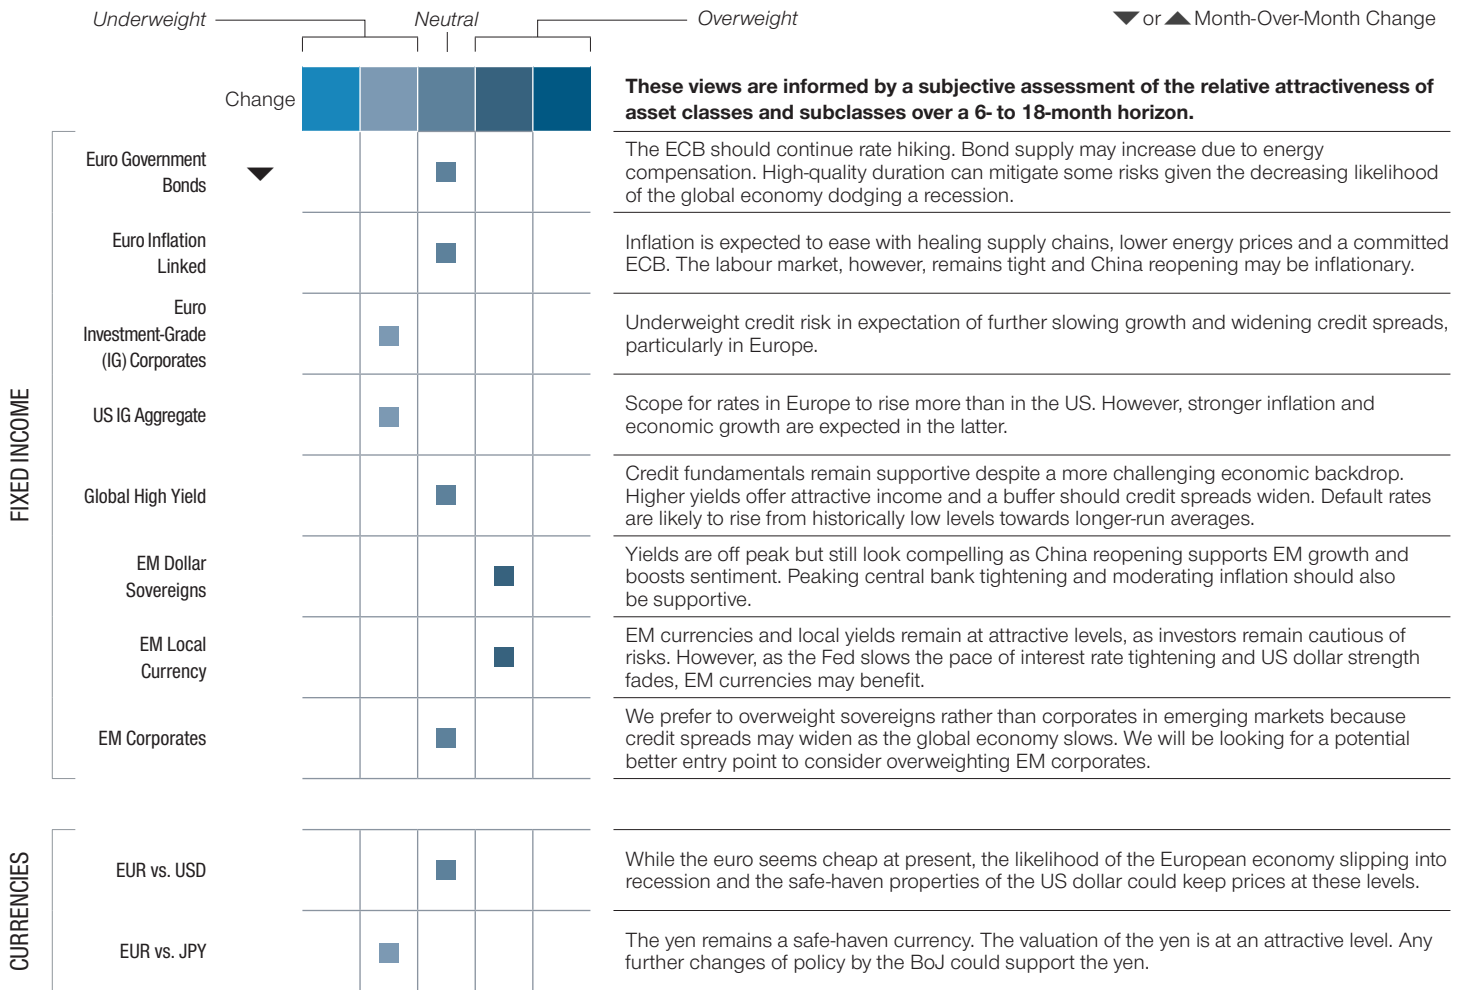 Underweight
Neutral
Overweight
▼ or ▲ Month-Over-Month Change
Change
These views are informed by a subjective assessment of the relative attractiveness of
asset classes and subclasses over a 6- to 18-month horizon.
FIXED INCOME
Euro Government
Bonds
▼
The ECB should continue rate hiking. Bond supply may increase due to energy
compensation. High-quality duration can mitigate some risks given the decreasing likelihood
of the global economy dodging a recession.
Euro Inflation
Linked
Inflation is expected to ease with healing supply chains, lower energy prices and a committed
ECB. The labour market, however, remains tight and China reopening may be inflationary.
Euro
Investment-Grade
(IG) Corporates
Underweight credit risk in expectation of further slowing growth and widening credit spreads,
particularly in Europe.
US IG Aggregate
Scope for rates in Europe to rise more than in the US. However, stronger inflation and
economic growth are expected in the latter.
Global High Yield
Credit fundamentals remain supportive despite a more challenging economic backdrop.
Higher yields offer attractive income and a buffer should credit spreads widen. Default rates
are likely to rise from historically low levels towards longer-run averages.
EM Dollar
Sovereigns
Yields are off peak but still look compelling as China reopening supports EM growth and
boosts sentiment. Peaking central bank tightening and moderating inflation should also
be supportive.
EM Local
Currency
EM currencies and local yields remain at attractive levels, as investors remain cautious of
risks. However, as the Fed slows the pace of interest rate tightening and US dollar strength
fades, EM currencies may benefit.
EM Corporates
We prefer to overweight sovereigns rather than corporates in emerging markets because
credit spreads may widen as the global economy slows. We will be looking for a potential
better entry point to consider overweighting EM corporates.
CURRENCIES
EUR vs. USD
While the euro seems cheap at present, the likelihood of the European economy slipping into
recession and the safe-haven properties of the US dollar could keep prices at these levels.
EUR vs. JPY
The yen remains a safe-haven currency. The valuation of the yen is at an attractive level. Any
further changes of policy by the BoJ could support the yen.